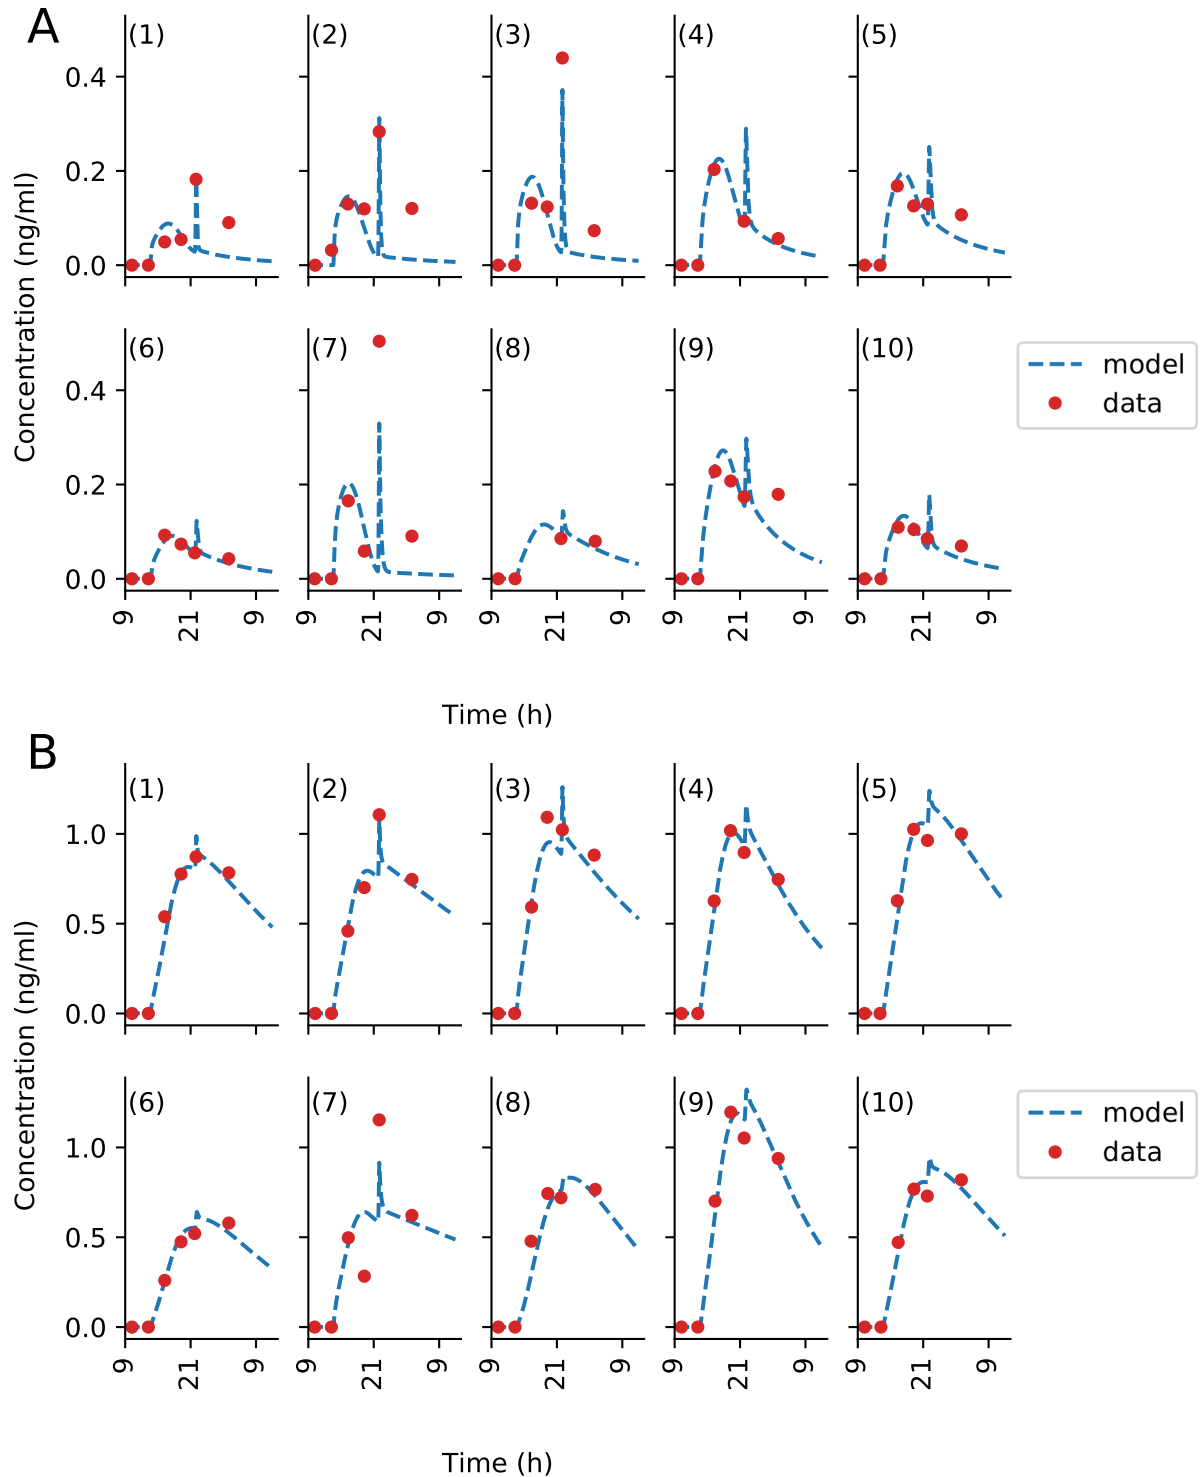 A
(1) (2) (3) (4) (5)
0.4
0.2
0.0
Concentration (ng/ml)
(6) (7) (8) (9) (10)
0.4
0.2
0.0
9 21 9 9 21 9 9 21 9 9 21 9 9 21 9
model
data
Time (h)
B
(1) (2) (3) (4) (5)
1.0
0.5
0.0
Concentration (ng/ml)
(6) (7) (8) (9) (10)
1.0
0.5
0.0
9 21 9 9 21 9 9 21 9 9 21 9 9 21 9
model
data
Time (h)